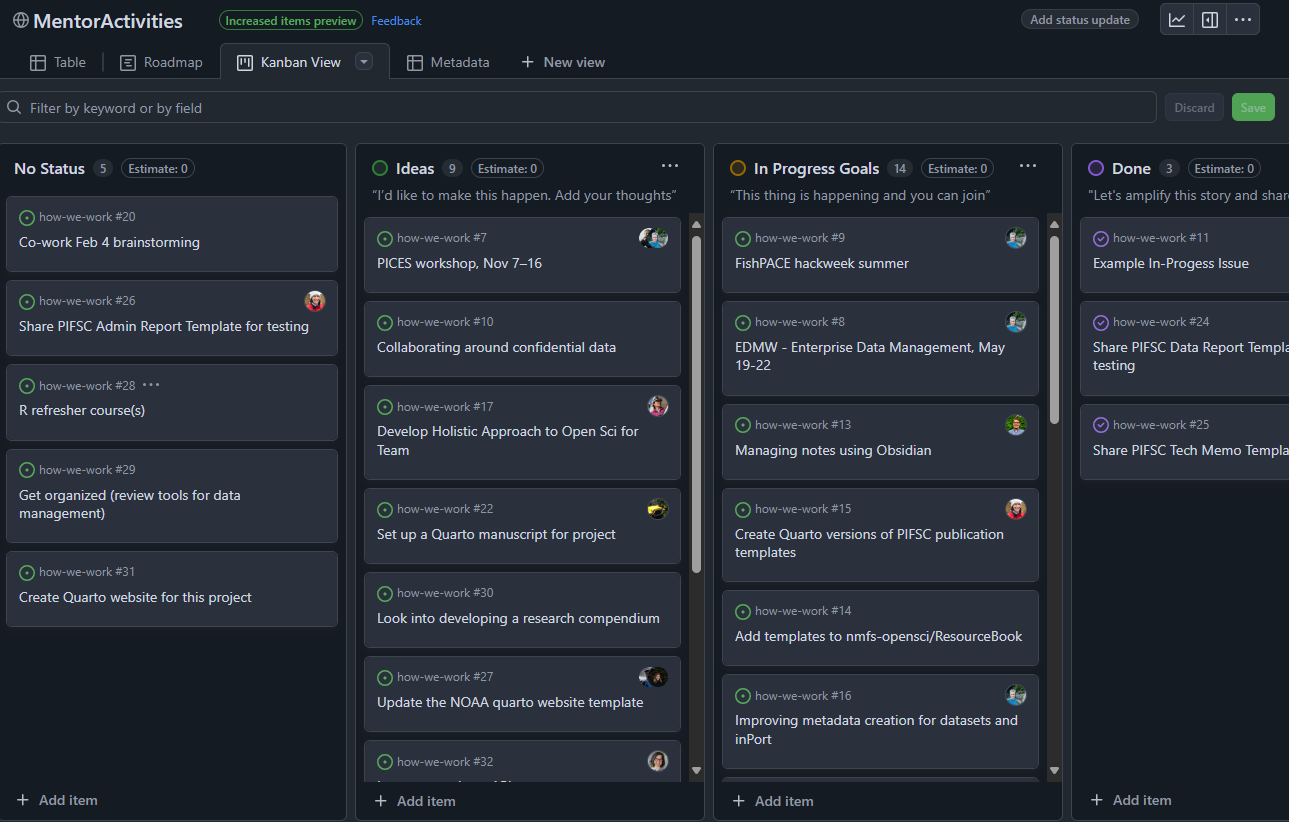 MentorActivities
Increased items preview
Feedback
Add status update
Table
Roadmap
Kanban View
Metadata
New view
Filter by keyword or by field
Discard
Save
No Status 5 Estimate: 0
how-we-work #20
Co-work Feb 4 brainstorming
how-we-work #26
Share PIFSC Admin Report Template for testing
how-we-work #28
R refresher course(s)
how-we-work #29
Get organized (review tools for data
management)
how-we-work #31
Create Quarto website for this project
Add item
Ideas 9 Estimate: 0
“I’d like to make this happen. Add your thoughts”
how-we-work #7
PICES workshop, Nov 7–16
how-we-work #10
Collaborating around confidential data
how-we-work #17
Develop Holistic Approach to Open Sci for
Team
how-we-work #22
Set up a Quarto manuscript for project
how-we-work #30
Look into developing a research compendium
how-we-work #27
Update the NOAA quarto website template
how-we-work #32
Add item
In Progress Goals 14 Estimate: 0
“This thing is happening and you can join”
how-we-work #9
FishPACE hackweek summer
how-we-work #8
EDMW - Enterprise Data Management, May
19-22
how-we-work #13
Managing notes using Obsidian
how-we-work #15
Create Quarto versions of PIFSC publication
templates
how-we-work #14
Add templates to nmfs-opensci/ResourceBook
how-we-work #16
Improving metadata creation for datasets and
inPort
Add item
Done 3 Estimate: 0
"Let's amplify this story and share
how-we-work #11
Example In-Progess Issue
how-we-work #24
Share PIFSC Data Report Templa
testing
how-we-work #25
Share PIFSC Tech Memo Templa
Add item